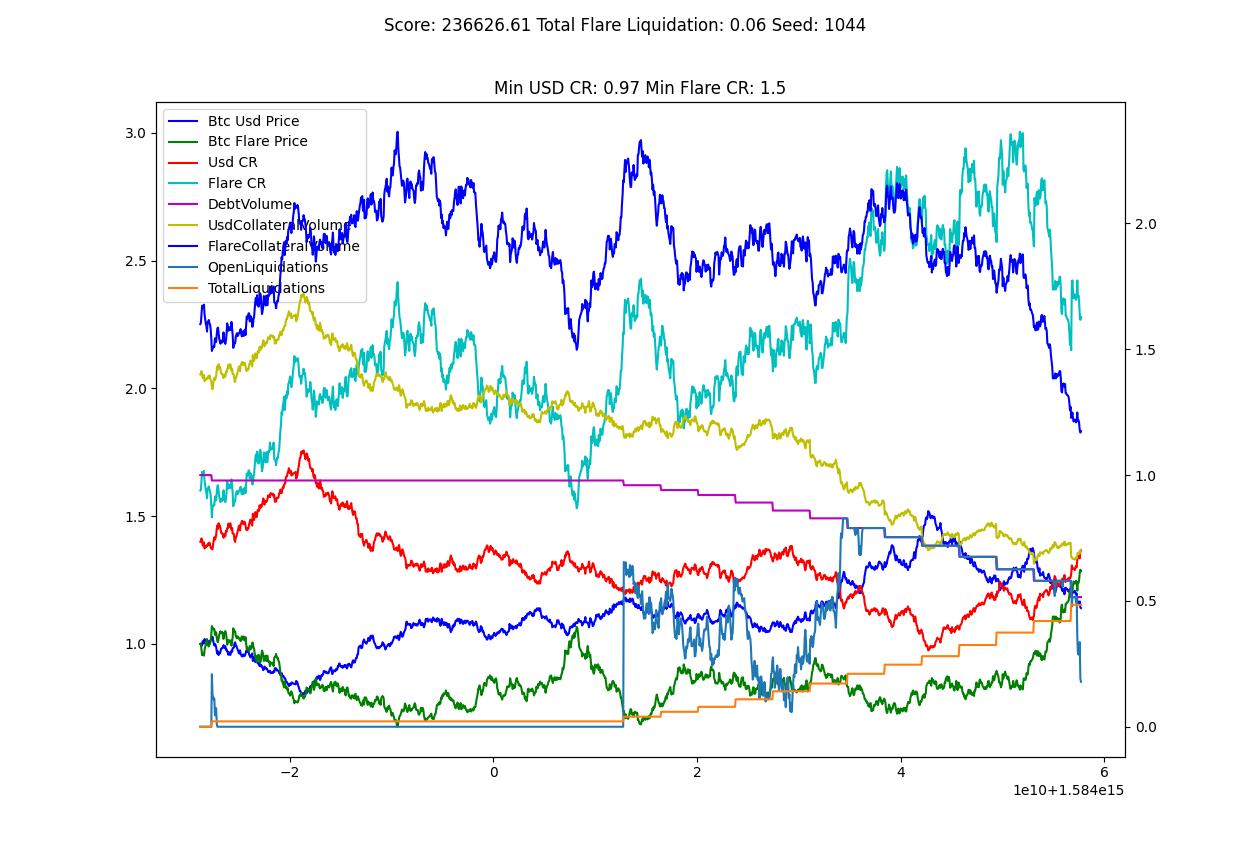 Score: 236626.61 Total Flare Liquidation: 0.06 Seed: 1044
Min USD CR: 0.97 Min Flare CR: 1.5
Btc Usd Price
Btc Flare Price
Usd CR
Flare CR
DebtVolume
UsdCollateralVolume
FlareCollateralVolume
OpenLiquidations
TotalLiquidations
3.0
2.5
2.0
1.5
1.0
2.0
1.5
1.0
0.5
0.0
−2
0
2
4
6
1e10+1.584e15